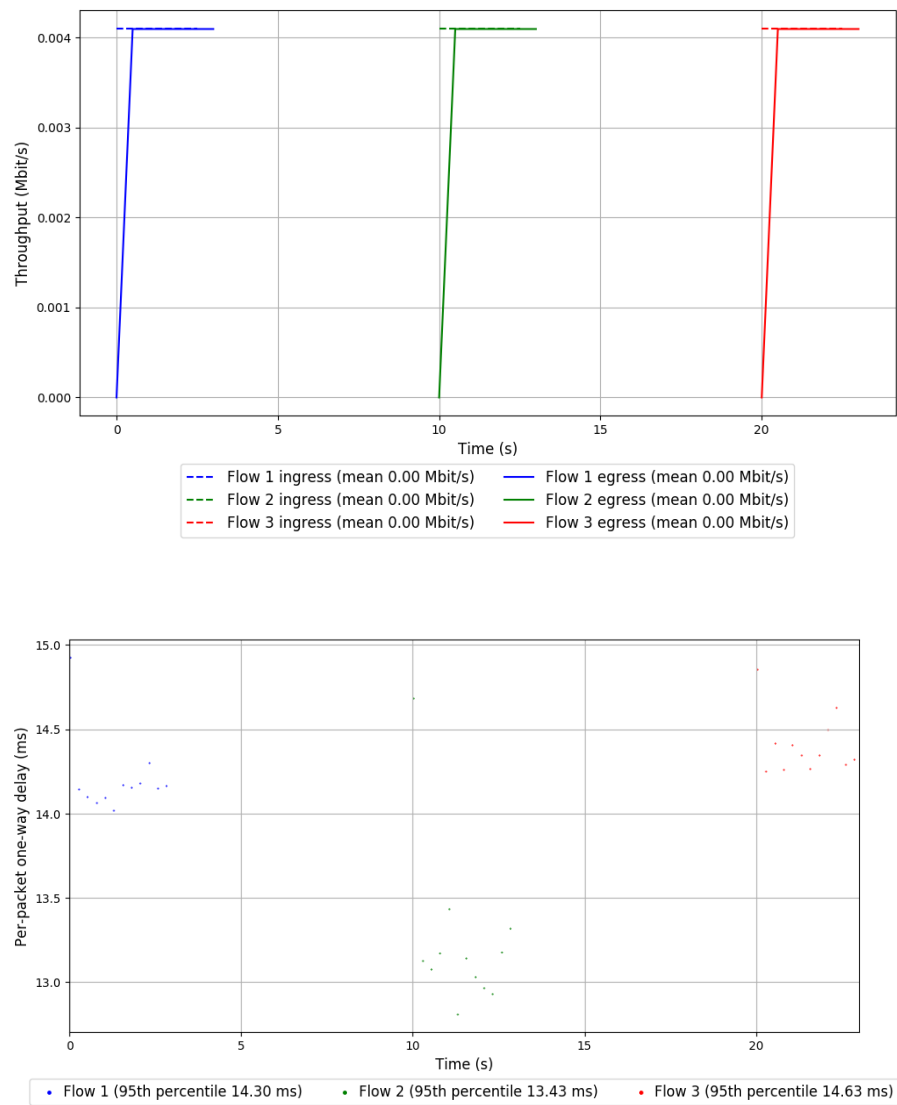 0.004
0.003
0.002
0.001
0.000
Throughput (Mbit/s)
0 5 10 15 20
Time (s)
Flow 1 ingress (mean 0.00 Mbit/s) Flow 1 egress (mean 0.00 Mbit/s)
Flow 2 ingress (mean 0.00 Mbit/s) Flow 2 egress (mean 0.00 Mbit/s)
Flow 3 ingress (mean 0.00 Mbit/s) Flow 3 egress (mean 0.00 Mbit/s)
15.0
14.5
14.0
13.5
13.0
Per-packet one-way delay (ms)
0 5 10 15 20
Time (s)
Flow 1 (95th percentile 14.30 ms) Flow 2 (95th percentile 13.43 ms) Flow 3 (95th percentile 14.63 ms)